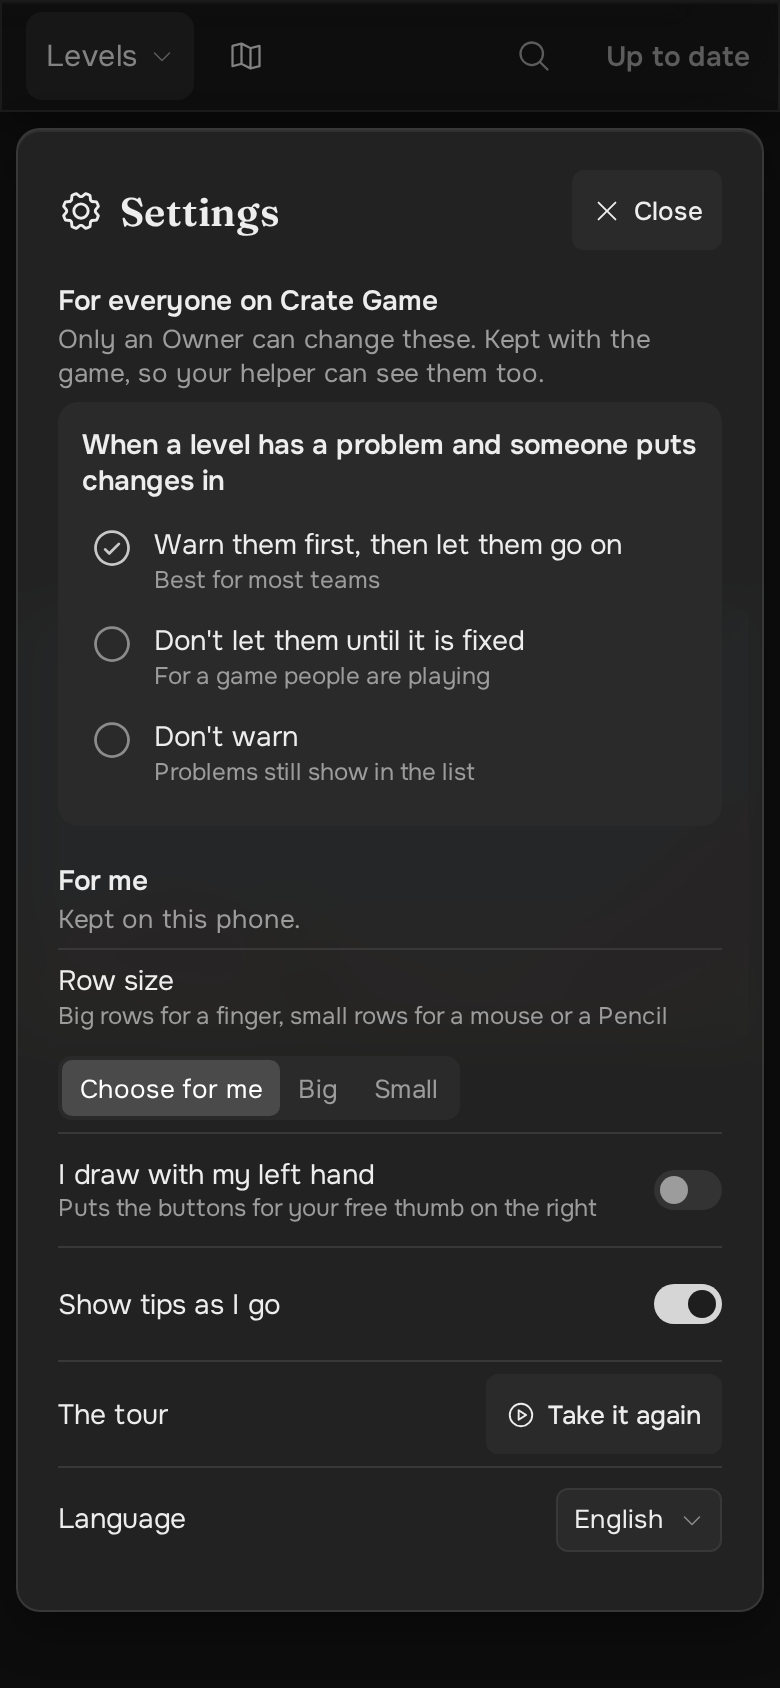 Levels
Up to date
Settings
Close
For everyone on Crate Game
Only an Owner can change these. Kept with the
game, so your helper can see them too.
When a level has a problem and someone puts
changes in
Warn them first, then let them go on
Best for most teams
Don't let them until it is fixed
For a game people are playing
Don't warn
Problems still show in the list
For me
Kept on this phone.
Row size
Big rows for a finger, small rows for a mouse or a Pencil
Choose for me Big Small
I draw with my left hand
Puts the buttons for your free thumb on the right
Show tips as I go
The tour
Take it again
Language
English